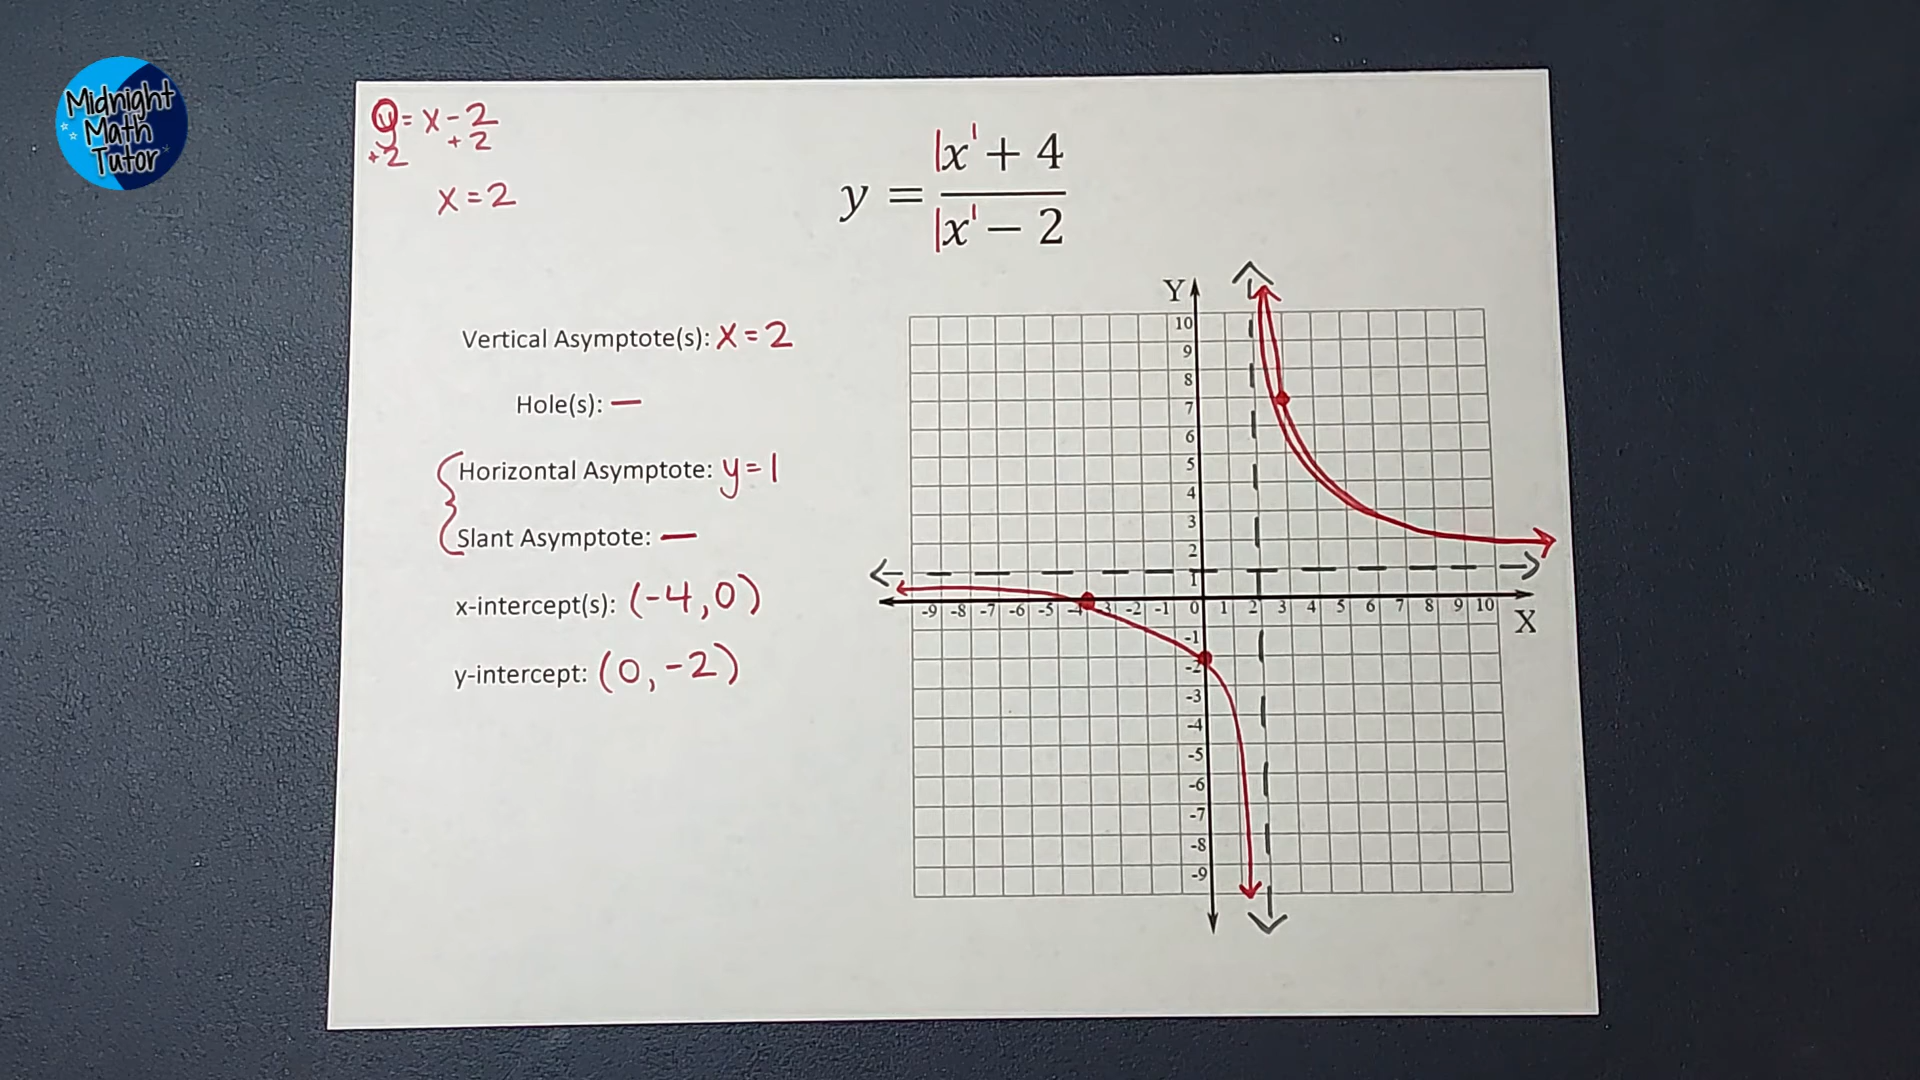 Midnight
Math
Tutor
y = x - 2
+2 +2
x = 2
y = 1x¹ + 4
1x¹ − 2
Vertical Asymptote(s): x = 2
Hole(s): —
Horizontal Asymptote: y = 1
Slant Asymptote: —
x-intercept(s): (-4, 0)
y-intercept: (0, -2)
Y
10
9
8
7
6
5
4
3
2
1
-9 -8 -7 -6 -5 -4 -3 -2 -1 0 1 2 3 4 5 6 7 8 9 10
X
-1
-2
-3
-4
-5
-6
-7
-8
-9